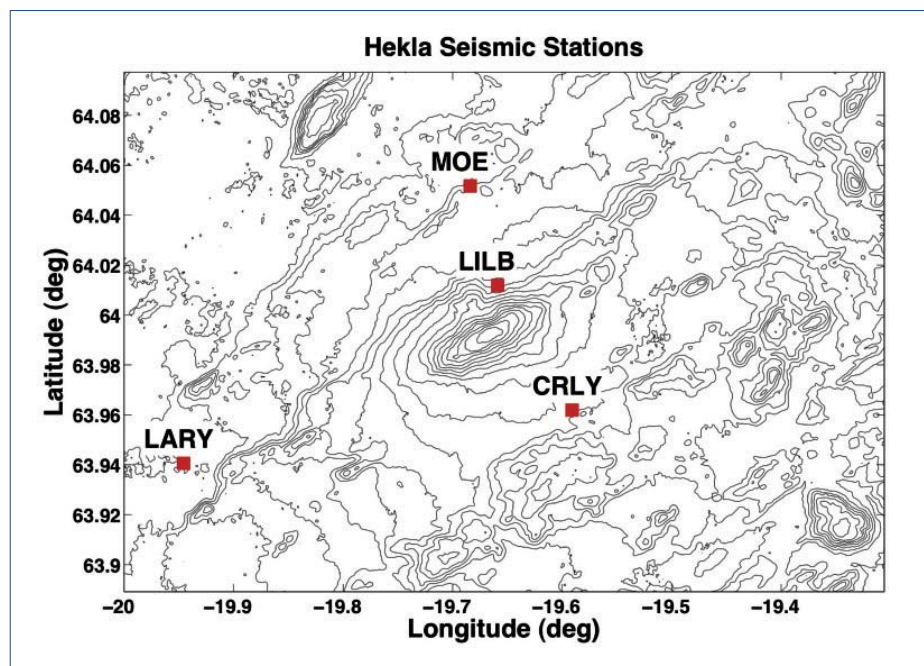 Hekla Seismic Stations
64.08
64.06
64.04
64.02
64
63.98
63.96
63.94
63.92
63.9
Latitude (deg)
MOE
LILB
CRLY
LARY
−20
−19.9
−19.8
−19.7
−19.6
−19.5
−19.4
Longitude (deg)